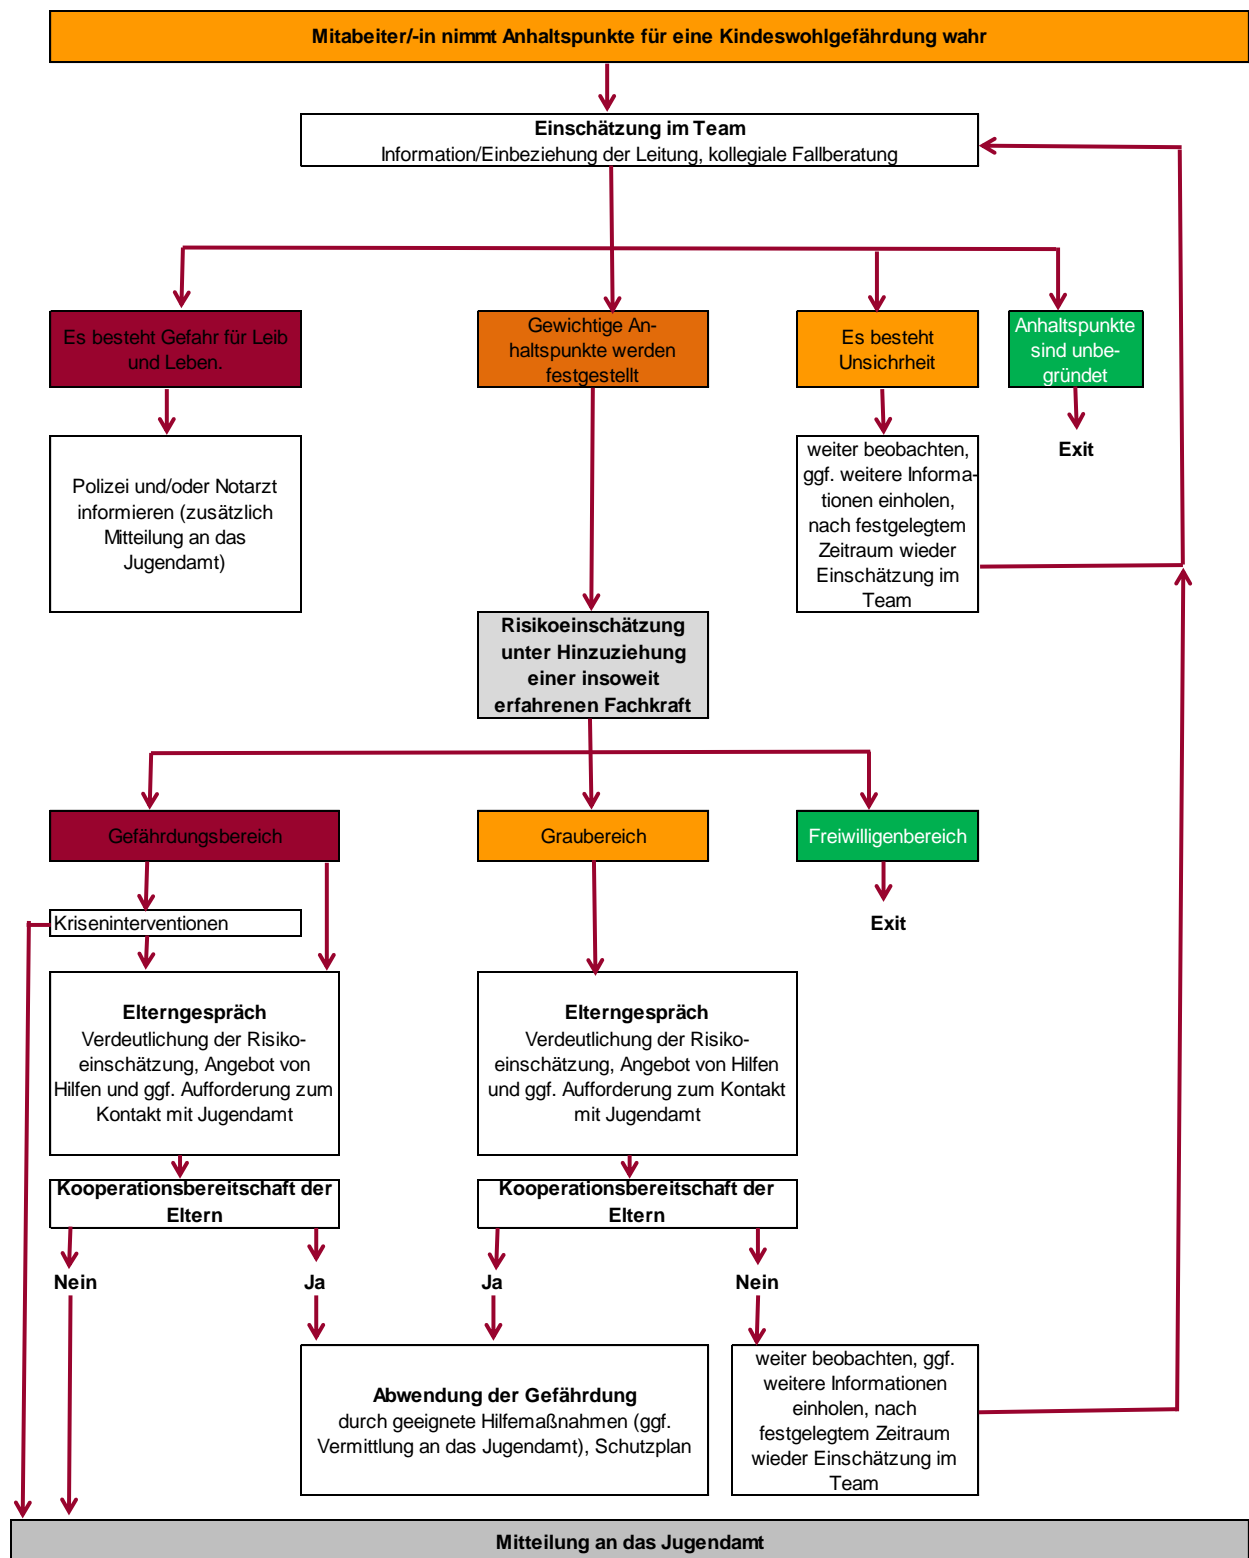 Mitabeiter/-in nimmt Anhaltspunkte für eine Kindeswohlgefährdung wahr
Einschätzung im Team
Information/Einbeziehung der Leitung, kollegiale Fallberatung
Es besteht Gefahr für Leib
und Leben.
Gewichtige An-
haltspunkte werden
festgestellt
Es besteht
Unsichrheit
Anhaltspunkte
sind unbe-
gründet
Polizei und/oder Notarzt
informieren (zusätzlich
Mitteilung an das
Jugendamt)
weiter beobachten,
ggf. weitere Informa-
tionen einholen,
nach festgelegtem
Zeitraum wieder
Einschätzung im
Team
Exit
Risikoeinschätzung
unter Hinzuziehung
einer insoweit
erfahrenen Fachkraft
Gefährdungsbereich
Graubereich
Freiwilligenbereich
Kriseninterventionen
Exit
Elterngespräch
Verdeutlichung der Risiko-
einschätzung, Angebot von
Hilfen und ggf. Aufforderung zum
Kontakt mit Jugendamt
Elterngespräch
Verdeutlichung der Risiko-
einschätzung, Angebot von Hilfen
und ggf. Aufforderung zum Kontakt
mit Jugendamt
Kooperationsbereitschaft der
Eltern
Kooperationsbereitschaft der
Eltern
Nein
Ja
Ja
Nein
Abwendung der Gefährdung
durch geeignete Hilfemaßnahmen (ggf.
Vermittlung an das Jugendamt), Schutzplan
weiter beobachten, ggf.
weitere Informationen
einholen, nach
festgelegtem Zeitraum
wieder Einschätzung im
Team
Mitteilung an das Jugendamt